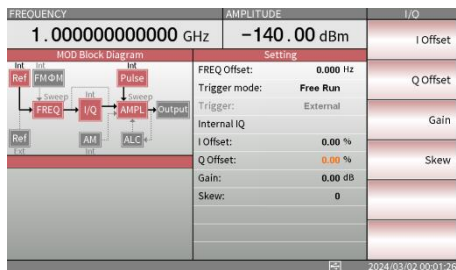 FREQUENCY AMPLITUDE I/Q
1.000000000000 GHz -140.00 dBm
I Offset
MOD Block Diagram Setting
Int Int Int
Ref FMΦM Pulse
Sweep Int Sweep
FREQ I/Q AMPL Output
Ref AM ALC
Ext Int
FREQ Offset: 0.000 Hz
Trigger mode: Free Run
Trigger: External
Internal IQ
I Offset: 0.00 %
Q Offset: 0.00 %
Gain: 0.00 dB
Skew: 0
Q Offset
Gain
Skew
2024/03/02 00:01:26